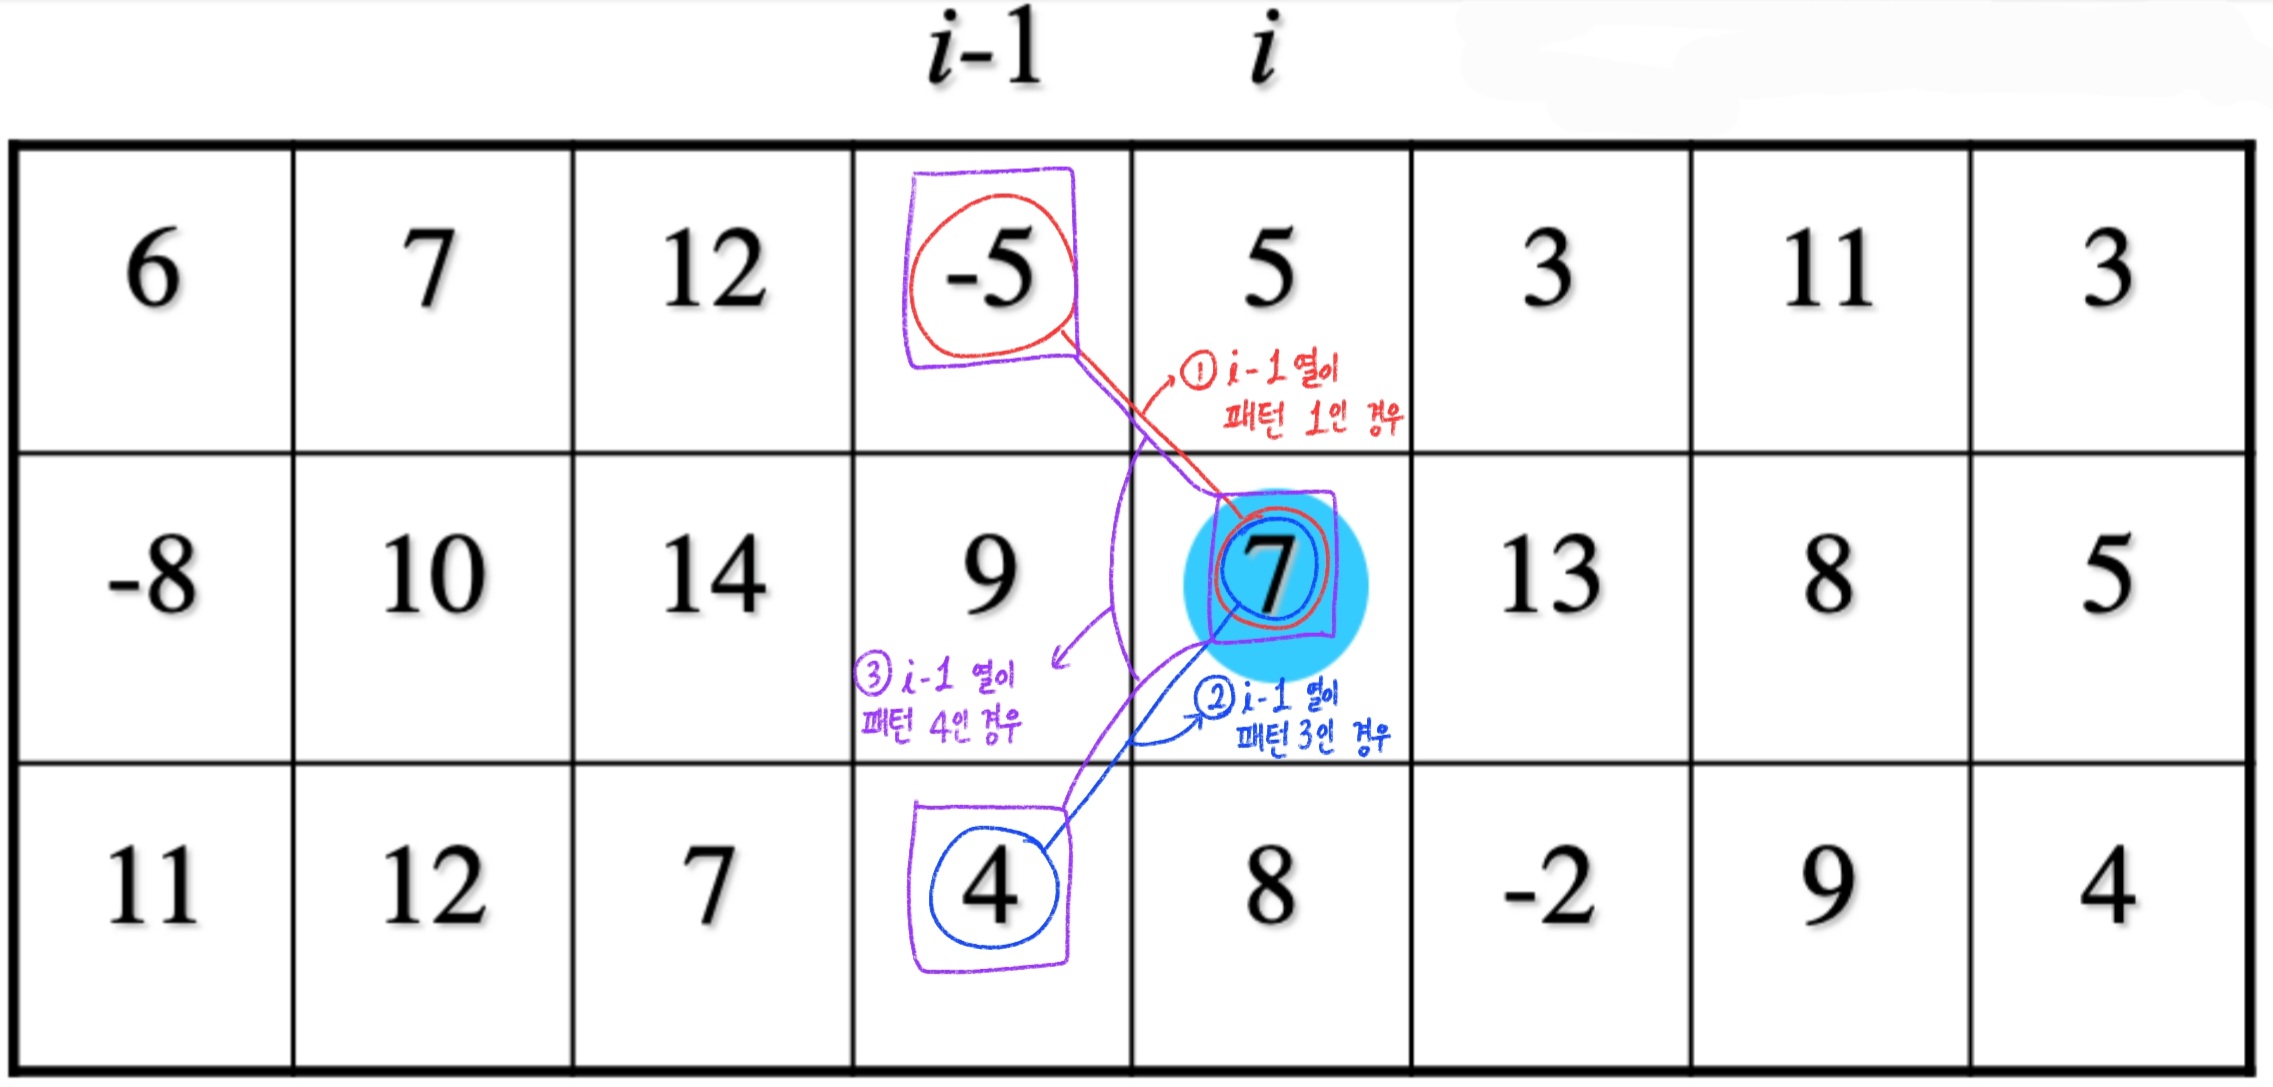 i-1 i
6 7 12 -5 5 3 11 3
① i-1 열이
패턴 1인 경우
-8 10 14 9 7 13 8 5
③ i-1 열이
패턴 4인 경우
② i-1 열이
패턴 3인 경우
11 12 7 4 8 -2 9 4